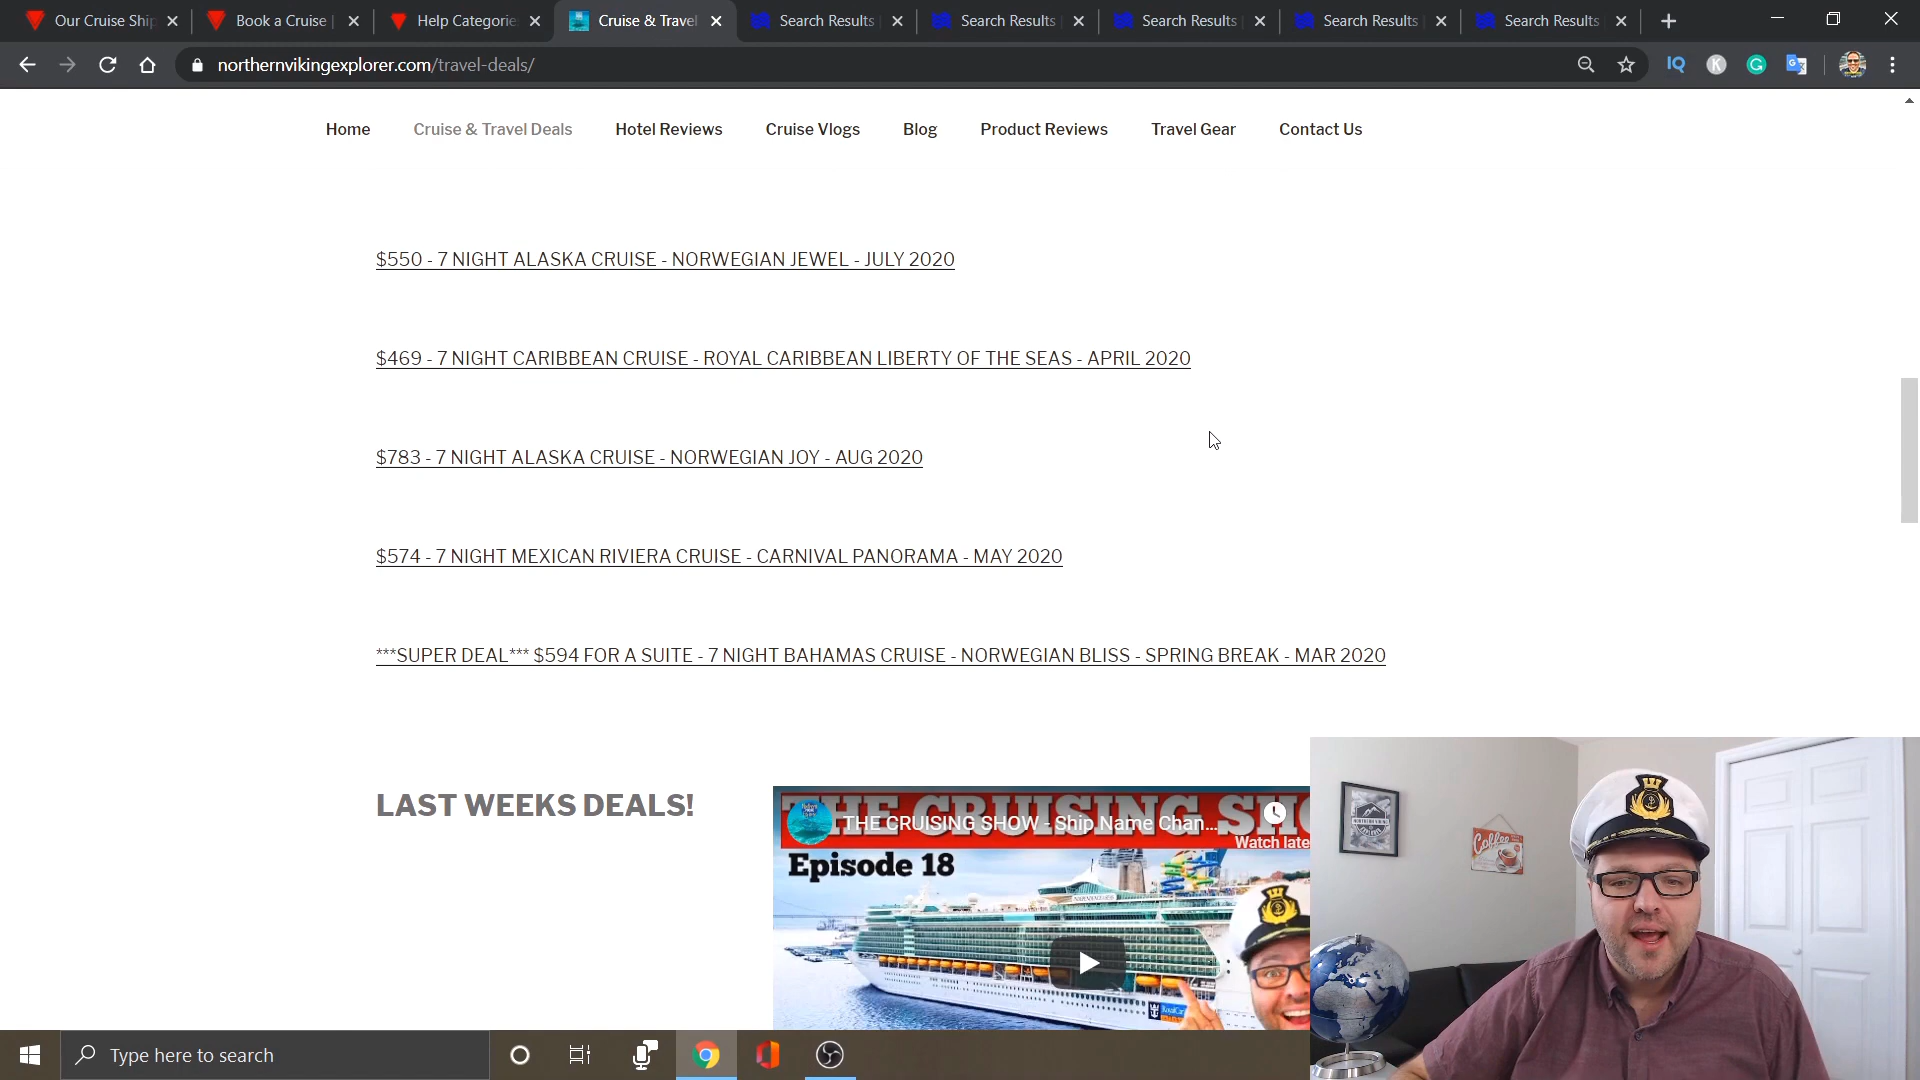 Our Cruise Ship
Book a Cruise |
Help Categorie
Cruise & Travel
Search Results
Search Results
Search Results
Search Results
Search Results
northernvikingexplorer.com/travel-deals/
IQ
K
G
Home
Cruise & Travel Deals
Hotel Reviews
Cruise Vlogs
Blog
Product Reviews
Travel Gear
Contact Us
$550 - 7 NIGHT ALASKA CRUISE - NORWEGIAN JEWEL - JULY 2020
$469 - 7 NIGHT CARIBBEAN CRUISE - ROYAL CARIBBEAN LIBERTY OF THE SEAS - APRIL 2020
$783 - 7 NIGHT ALASKA CRUISE - NORWEGIAN JOY - AUG 2020
$574 - 7 NIGHT MEXICAN RIVIERA CRUISE - CARNIVAL PANORAMA - MAY 2020
***SUPER DEAL*** $594 FOR A SUITE - 7 NIGHT BAHAMAS CRUISE - NORWEGIAN BLISS - SPRING BREAK - MAR 2020
LAST WEEKS DEALS!
THE CRUISING SHO
THE CRUISING SHOW - Ship Name Chan...
Watch late
Episode 18
Coffee
Type here to search